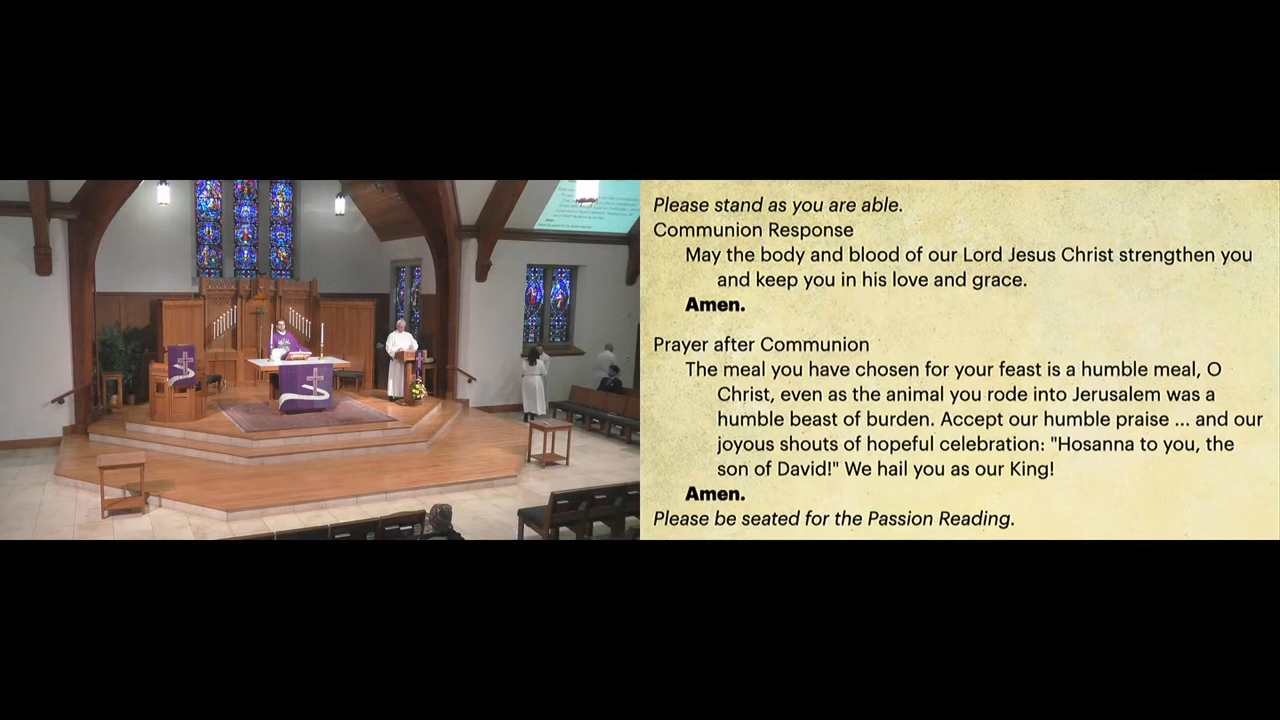 Please stand as you are able.
Communion Response
May the body and blood of our Lord Jesus Christ strengthen you
and keep you in his love and grace.
Amen.
Prayer after Communion
The meal you have chosen for your feast is a humble meal, O
Christ, even as the animal you rode into Jerusalem was a
humble beast of burden. Accept our humble praise ... and our
joyous shouts of hopeful celebration: "Hosanna to you, the
son of David!" We hail you as our King!
Amen.
Please be seated for the Passion Reading.